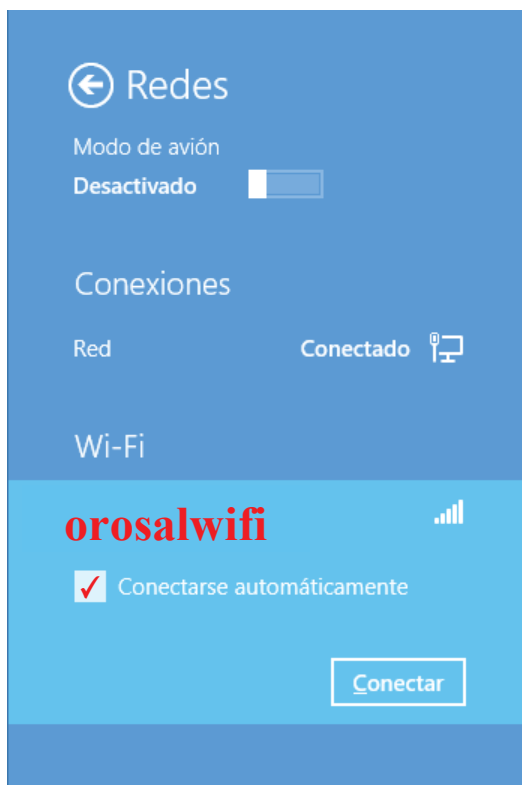 Redes
Modo de avión
Desactivado
Conexiones
Red Conectado
Wi-Fi
orosalwifi
Conectarse automáticamente
Conectar